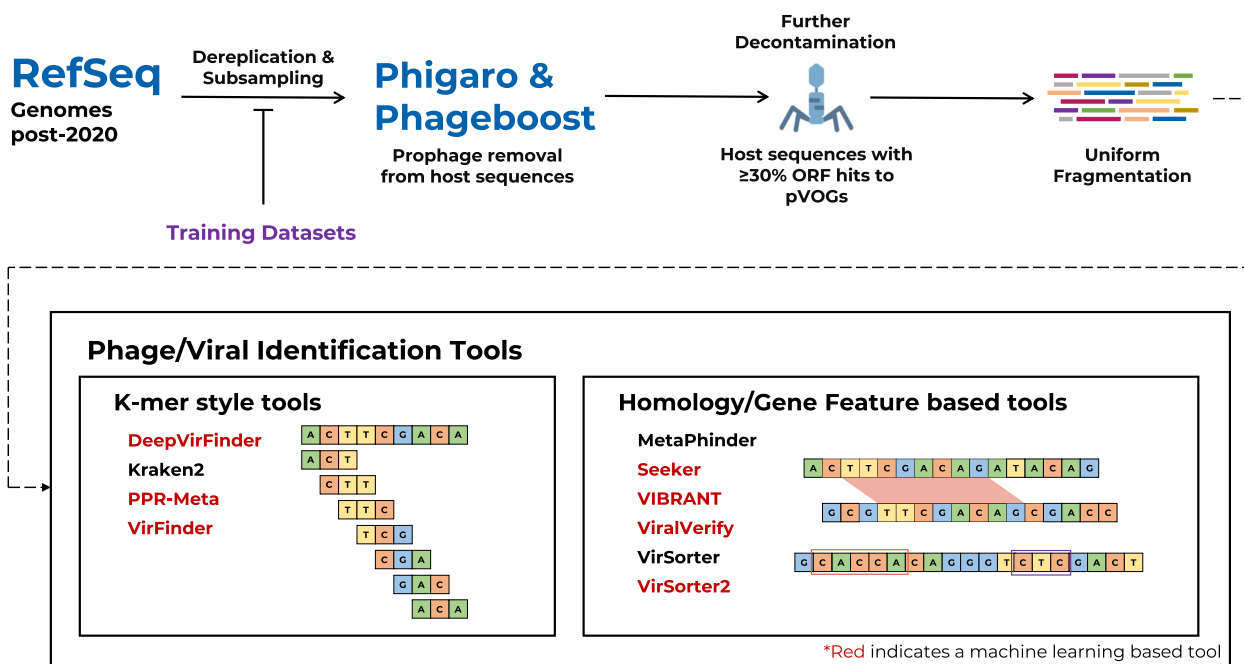 RefSeq
Genomes
post-2020
Dereplication &
Subsampling
Training Datasets
Phigaro &
Phageboost
Prophage removal
from host sequences
Further
Decontamination
Host sequences with
≥30% ORF hits to
pVOGs
Uniform
Fragmentation
Phage/Viral Identification Tools
K-mer style tools
DeepVirFinder
Kraken2
PPR-Meta
VirFinder
A C T T C G A C A
A C T
C T T
T T C
T C G
C G A
G A C
A C A
Homology/Gene Feature based tools
MetaPhinder
Seeker
VIBRANT
ViralVerify
VirSorter
VirSorter2
A C T T C G A C A G A T A C A G
G C G T T C G A C A G C G A C C
G C A C C A C A G G G T C T C G A C T
*Red indicates a machine learning based tool